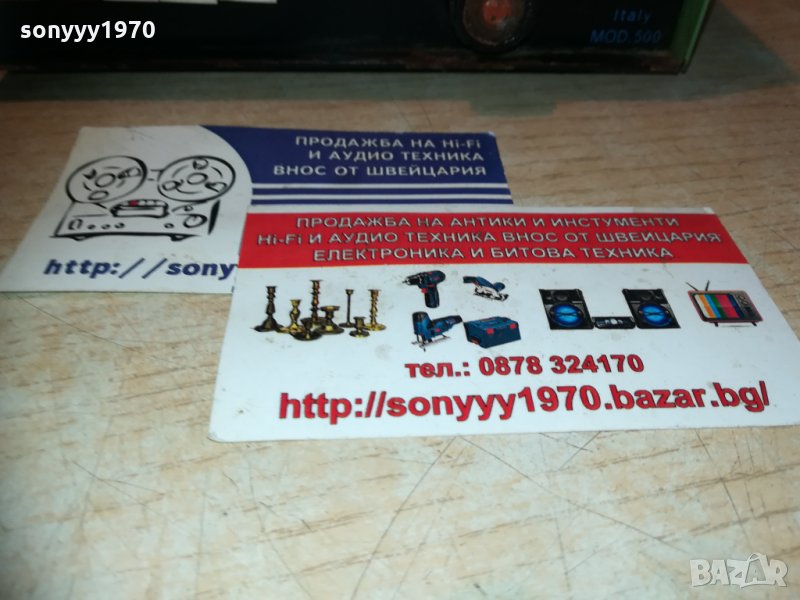 sonyyy1970
Italy
MOD.500
ПРОДАЖБА НА Hi-Fi
И АУДИО ТЕХНИКА
ВНОС ОТ ШВЕЙЦАРИЯ
http://sony
ПРОДАЖБА НА АНТИКИ И ИНСТУМЕНТИ
Hi-Fi И АУДИО ТЕХНИКА ВНОС ОТ ШВЕЙЦАРИЯ
ЕЛЕКТРОНИКА И БИТОВА ТЕХНИКА
тел.: 0878 324170
http://sonyyy1970.bazar.bg/
BAZAR